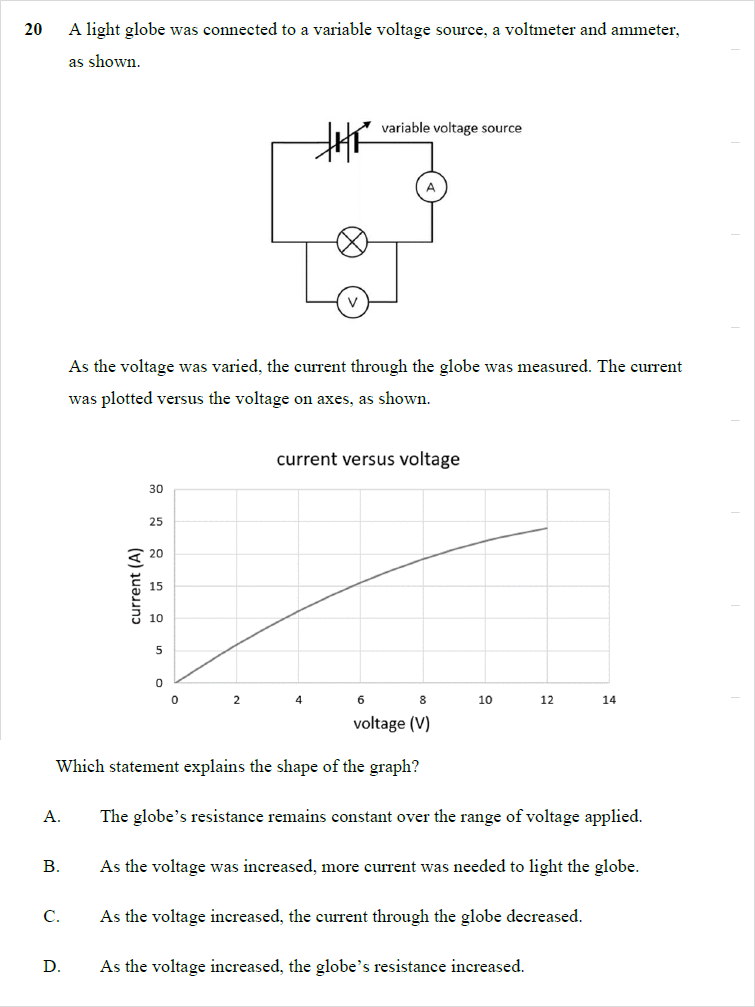 20 A light globe was connected to a variable voltage source, a voltmeter and ammeter,
as shown.
variable voltage source
A
V
As the voltage was varied, the current through the globe was measured. The current
was plotted versus the voltage on axes, as shown.
current versus voltage
30
25
20
15
10
5
0
current (A)
0 2 4 6 8 10 12 14
voltage (V)
Which statement explains the shape of the graph?
A. The globe’s resistance remains constant over the range of voltage applied.
B. As the voltage was increased, more current was needed to light the globe.
C. As the voltage increased, the current through the globe decreased.
D. As the voltage increased, the globe’s resistance increased.